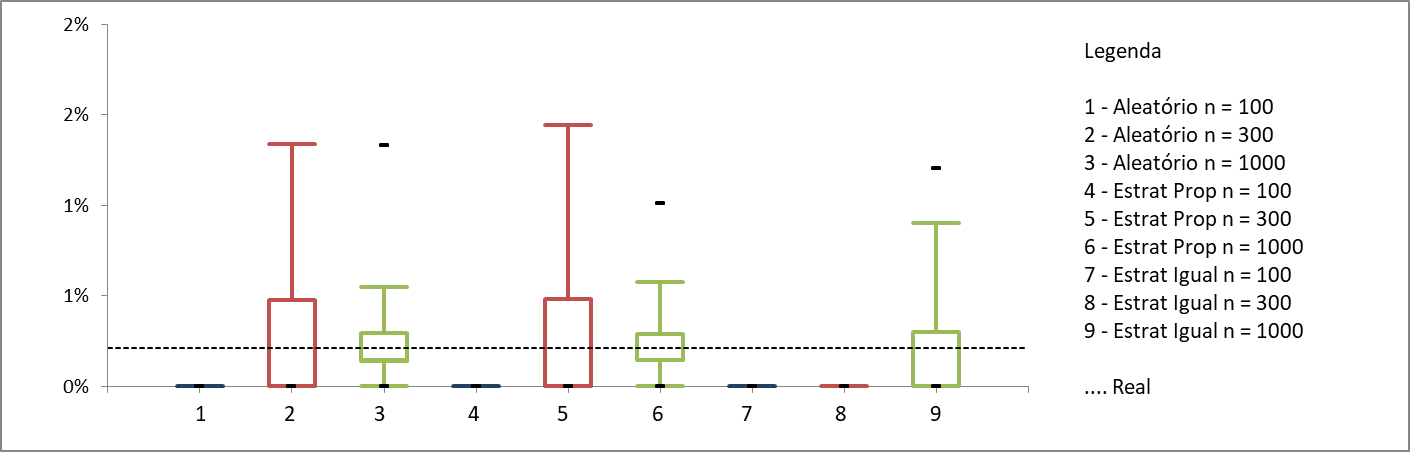 2%
2%
1%
1%
0%
1 2 3 4 5 6 7 8 9
Legenda
1 - Aleatório n = 100
2 - Aleatório n = 300
3 - Aleatório n = 1000
4 - Estrat Prop n = 100
5 - Estrat Prop n = 300
6 - Estrat Prop n = 1000
7 - Estrat Igual n = 100
8 - Estrat Igual n = 300
9 - Estrat Igual n = 1000
.... Real